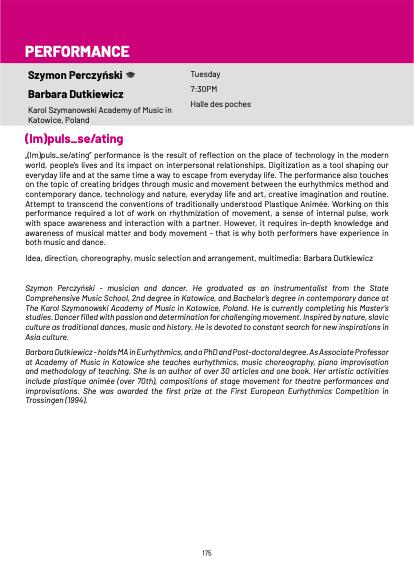 PERFORMANCE
Szymon Perczyński
Barbara Dutkiewicz
Karol Szymanowski Academy of Music in
Katowice, Poland
Tuesday
7:30PM
Halle des poches
(Im)puls_se/ating
„(Im)puls_se/ating” performance is the result of reflection on the place of technology in the modern
world, people's lives and its impact on interpersonal relationships. Digitization as a tool shaping our
everyday life and at the same time a way to escape from everyday life. The performance also touches
on the topic of creating bridges through music and movement between the eurhythmics method and
contemporary dance, technology and nature, everyday life and art, creative imagination and routine.
Attempt to transcend the conventions of traditionally understood Plastique Animée. Working on this
performance required a lot of work on rhythmization of movement, a sense of internal pulse, work
with space awareness and interaction with a partner. However, it requires in-depth knowledge and
awareness of musical matter and body movement – that is why both performers have experience in
both music and dance.
Idea, direction, choreography, music selection and arrangement, multimedia: Barbara Dutkiewicz
Szymon Perczyński - musician and dancer. He graduated as an instrumentalist from the State
Comprehensive Music School, 2nd degree in Katowice, and Bachelor's degree in contemporary dance at
The Karol Szymanowski Academy of Music in Katowice, Poland. He is currently completing his Master's
studies. Dancer filled with passion and determination for challenging movement. Inspired by nature, slavic
culture as traditional dances, music and history. He is devoted to constant search for new inspirations in
Asia culture.
Barbara Dutkiewicz - holds MA in Eurhythmics, and a PhD and Post-doctoral degree. As Associate Professor
at Academy of Music in Katowice she teaches eurhythmics, music choreography, piano improvisation
and methodology of teaching. She is an author of over 30 articles and one book. Her artistic activities
include plastique animée (over 70th), compositions of stage movement for theatre performances and
improvisations. She was awarded the first prize at the First European Eurhythmics Competition in
Trossingen (1994).
175